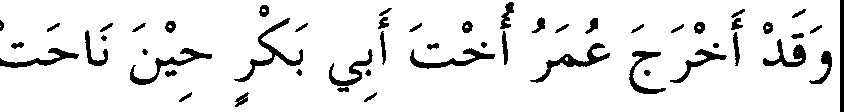 وَقَدْ أَخْرَجَ عُمَرُ أُخْتَ أَبِي بَكْرٍ حِيْنَ نَاحَتْ